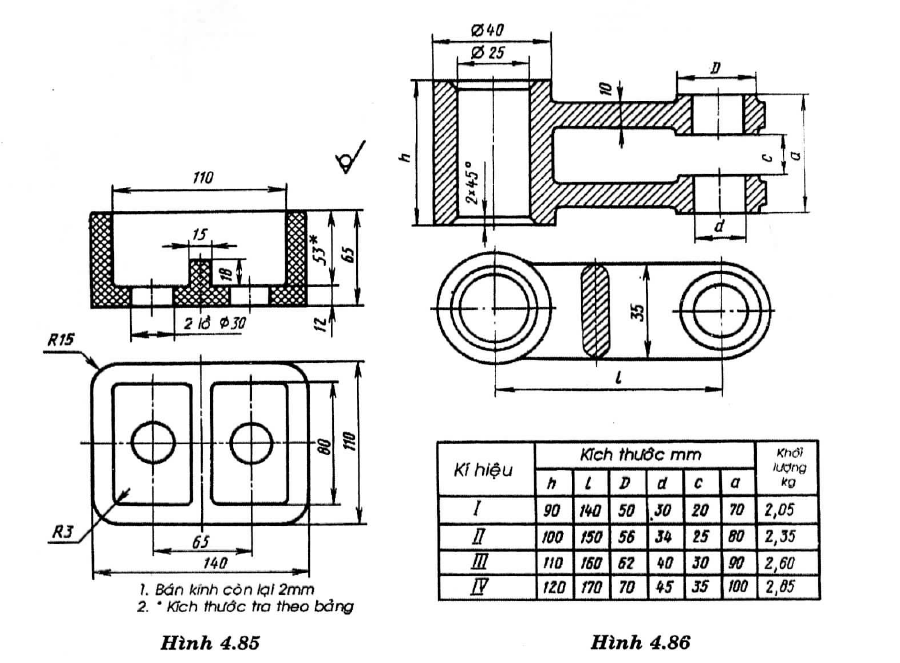 110
15
18
53*
65
12
2 lỗ Φ30
R15
80
110
R3
65
140
1. Bán kính còn lại 2mm
2. * Kích thước tra theo bảng
Hình 4.85
Ø40
Ø25
D
10
h
2×45°
c
a
d
35
l
Kí hiệu Kích thước mm Khối lượng kg
h l D d c a
I 90 140 50 30 20 70 2,05
II 100 150 56 34 25 80 2,35
III 110 160 62 40 30 90 2,60
IV 120 170 70 45 35 100 2,85
Hình 4.86